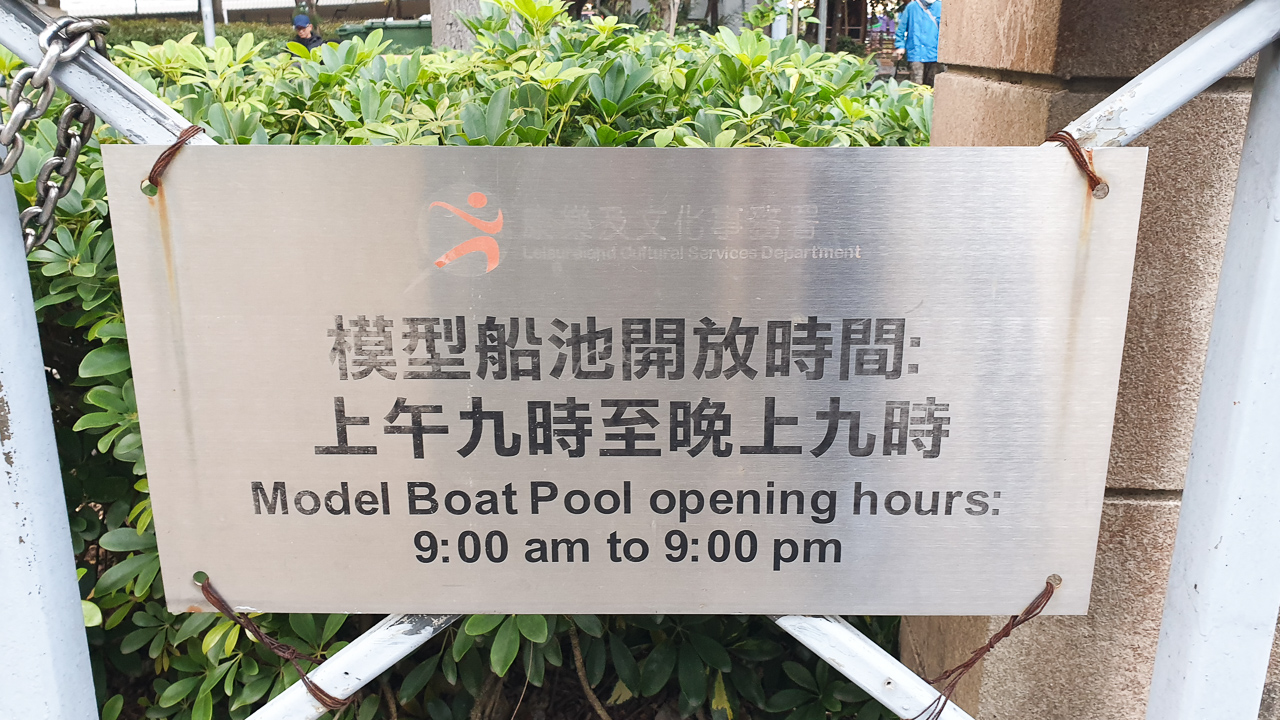 康樂及文化事務署
Leisure and Cultural Services Department
模型船池開放時間:
上午九時至晚上九時
Model Boat Pool opening hours:
9:00 am to 9:00 pm